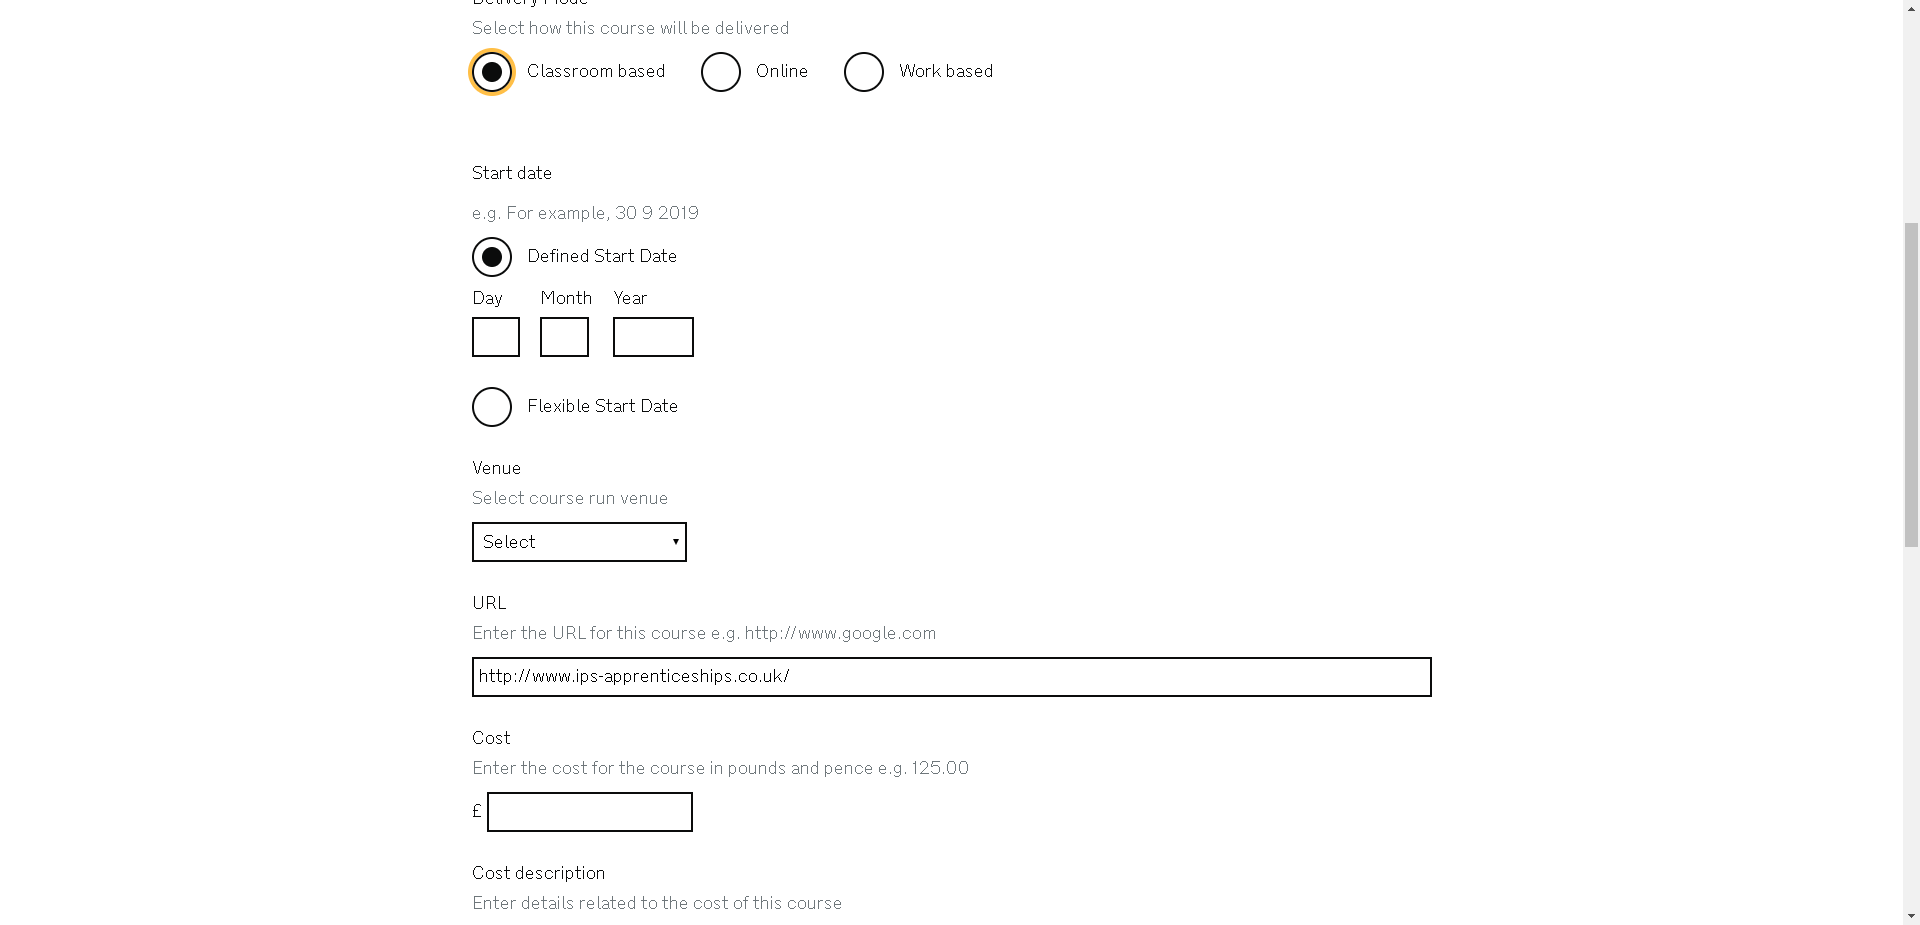 Delivery Mode
Select how this course will be delivered
Classroom based Online Work based
Start date
e.g. For example, 30 9 2019
Defined Start Date
Day Month Year
Flexible Start Date
Venue
Select course run venue
Select
URL
Enter the URL for this course e.g. http://www.google.com
http://www.ips-apprenticeships.co.uk/
Cost
Enter the cost for the course in pounds and pence e.g. 125.00
£
Cost description
Enter details related to the cost of this course